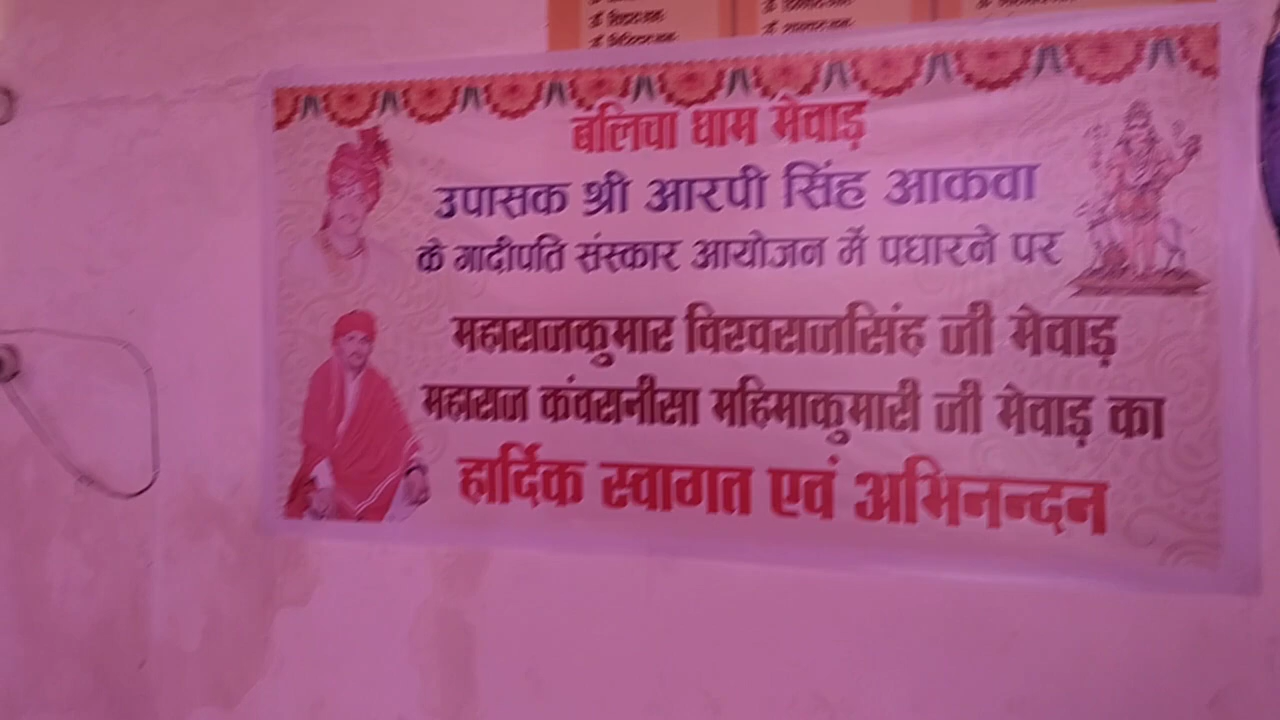 बलिचा धाम मेवाड़
उपासक श्री आरपी सिंह आकवा
के गादीपति संस्कार आयोजन में पधारने पर
महाराजकुमार विश्वराजसिंह जी मेवाड़
महाराज कंवरानीसा महिमाकुमारी जी मेवाड़ का
हार्दिक स्वागत एवं अभिनन्दन